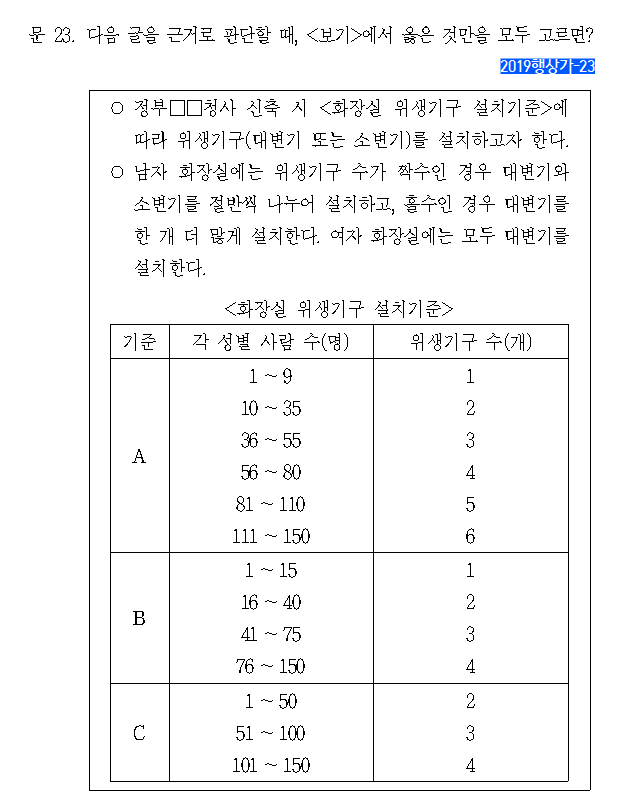 문 23. 다음 글을 근거로 판단할 때, <보기>에서 옳은 것만을 모두 고르면?
2019행상가-23
○ 정부□□청사 신축 시 <화장실 위생기구 설치기준>에
따라 위생기구(대변기 또는 소변기)를 설치하고자 한다.
○ 남자 화장실에는 위생기구 수가 짝수인 경우 대변기와
소변기를 절반씩 나누어 설치하고, 홀수인 경우 대변기를
한 개 더 많게 설치한다. 여자 화장실에는 모두 대변기를
설치한다.
<화장실 위생기구 설치기준>
기준 각 성별 사람 수(명) 위생기구 수(개)
A
1 ~ 9 1
10 ~ 35 2
36 ~ 55 3
56 ~ 80 4
81 ~ 110 5
111 ~ 150 6
B
1 ~ 15 1
16 ~ 40 2
41 ~ 75 3
76 ~ 150 4
C
1 ~ 50 2
51 ~ 100 3
101 ~ 150 4